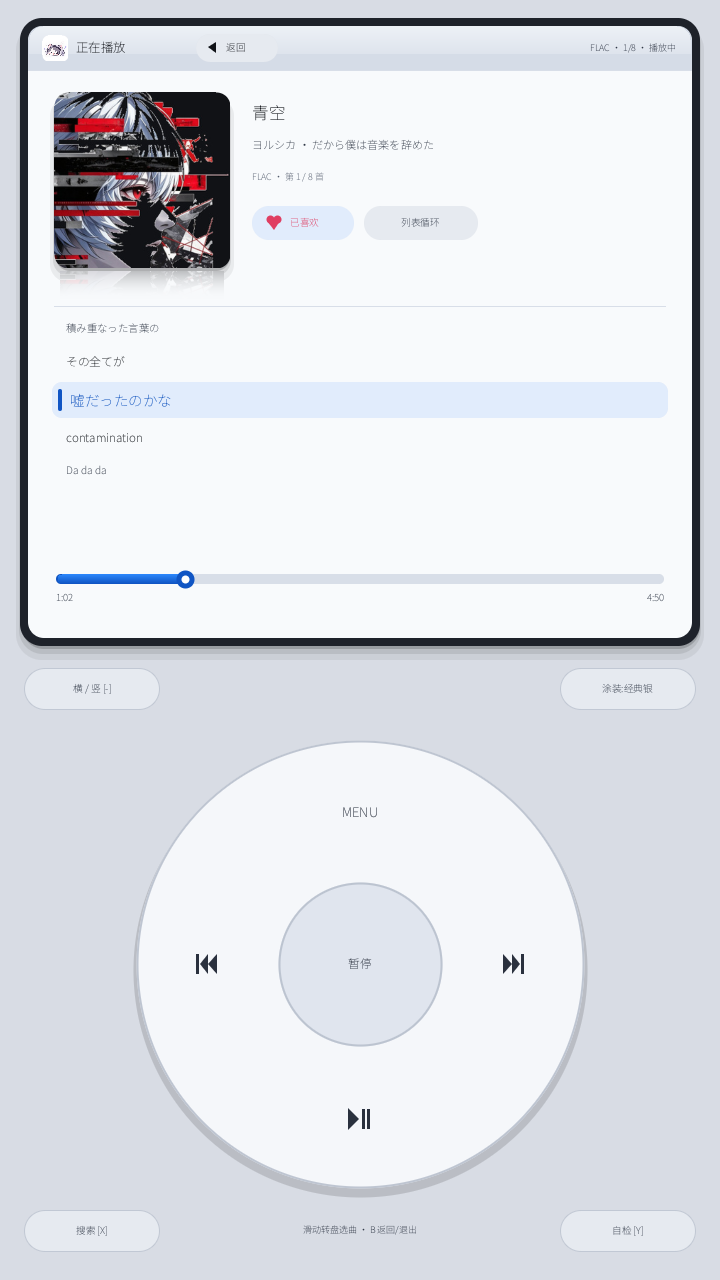 正在播放
返回
FLAC • 1/8 • 播放中
青空
ヨルシカ • だから僕は音楽を辞めた
FLAC • 第 1 / 8 首
已喜欢
列表循环
積み重なった言葉の
その全てが
嘘だったのかな
contamination
Da da da
1:02
4:50
横 / 竖 [-]
涂装:经典银
MENU
暂停
搜索 [X]
滑动转盘选曲 • B 返回/退出
自检 [Y]